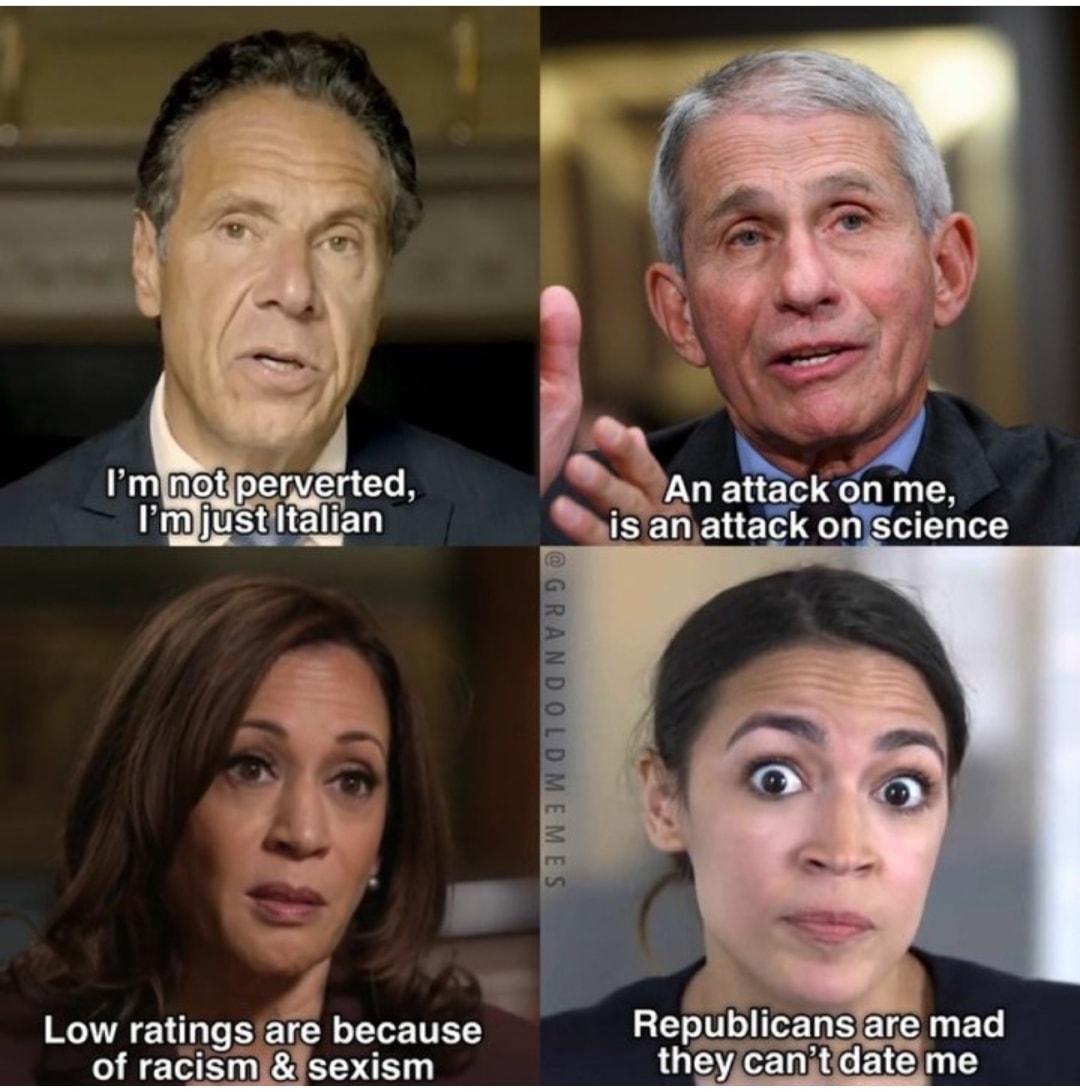 I'm not perverted,
I'm just Italian
An attack on me,
is an attack on science
@GRANDOLDMEMES
Low ratings are because
of racism & sexism
Republicans are mad
they can't date me